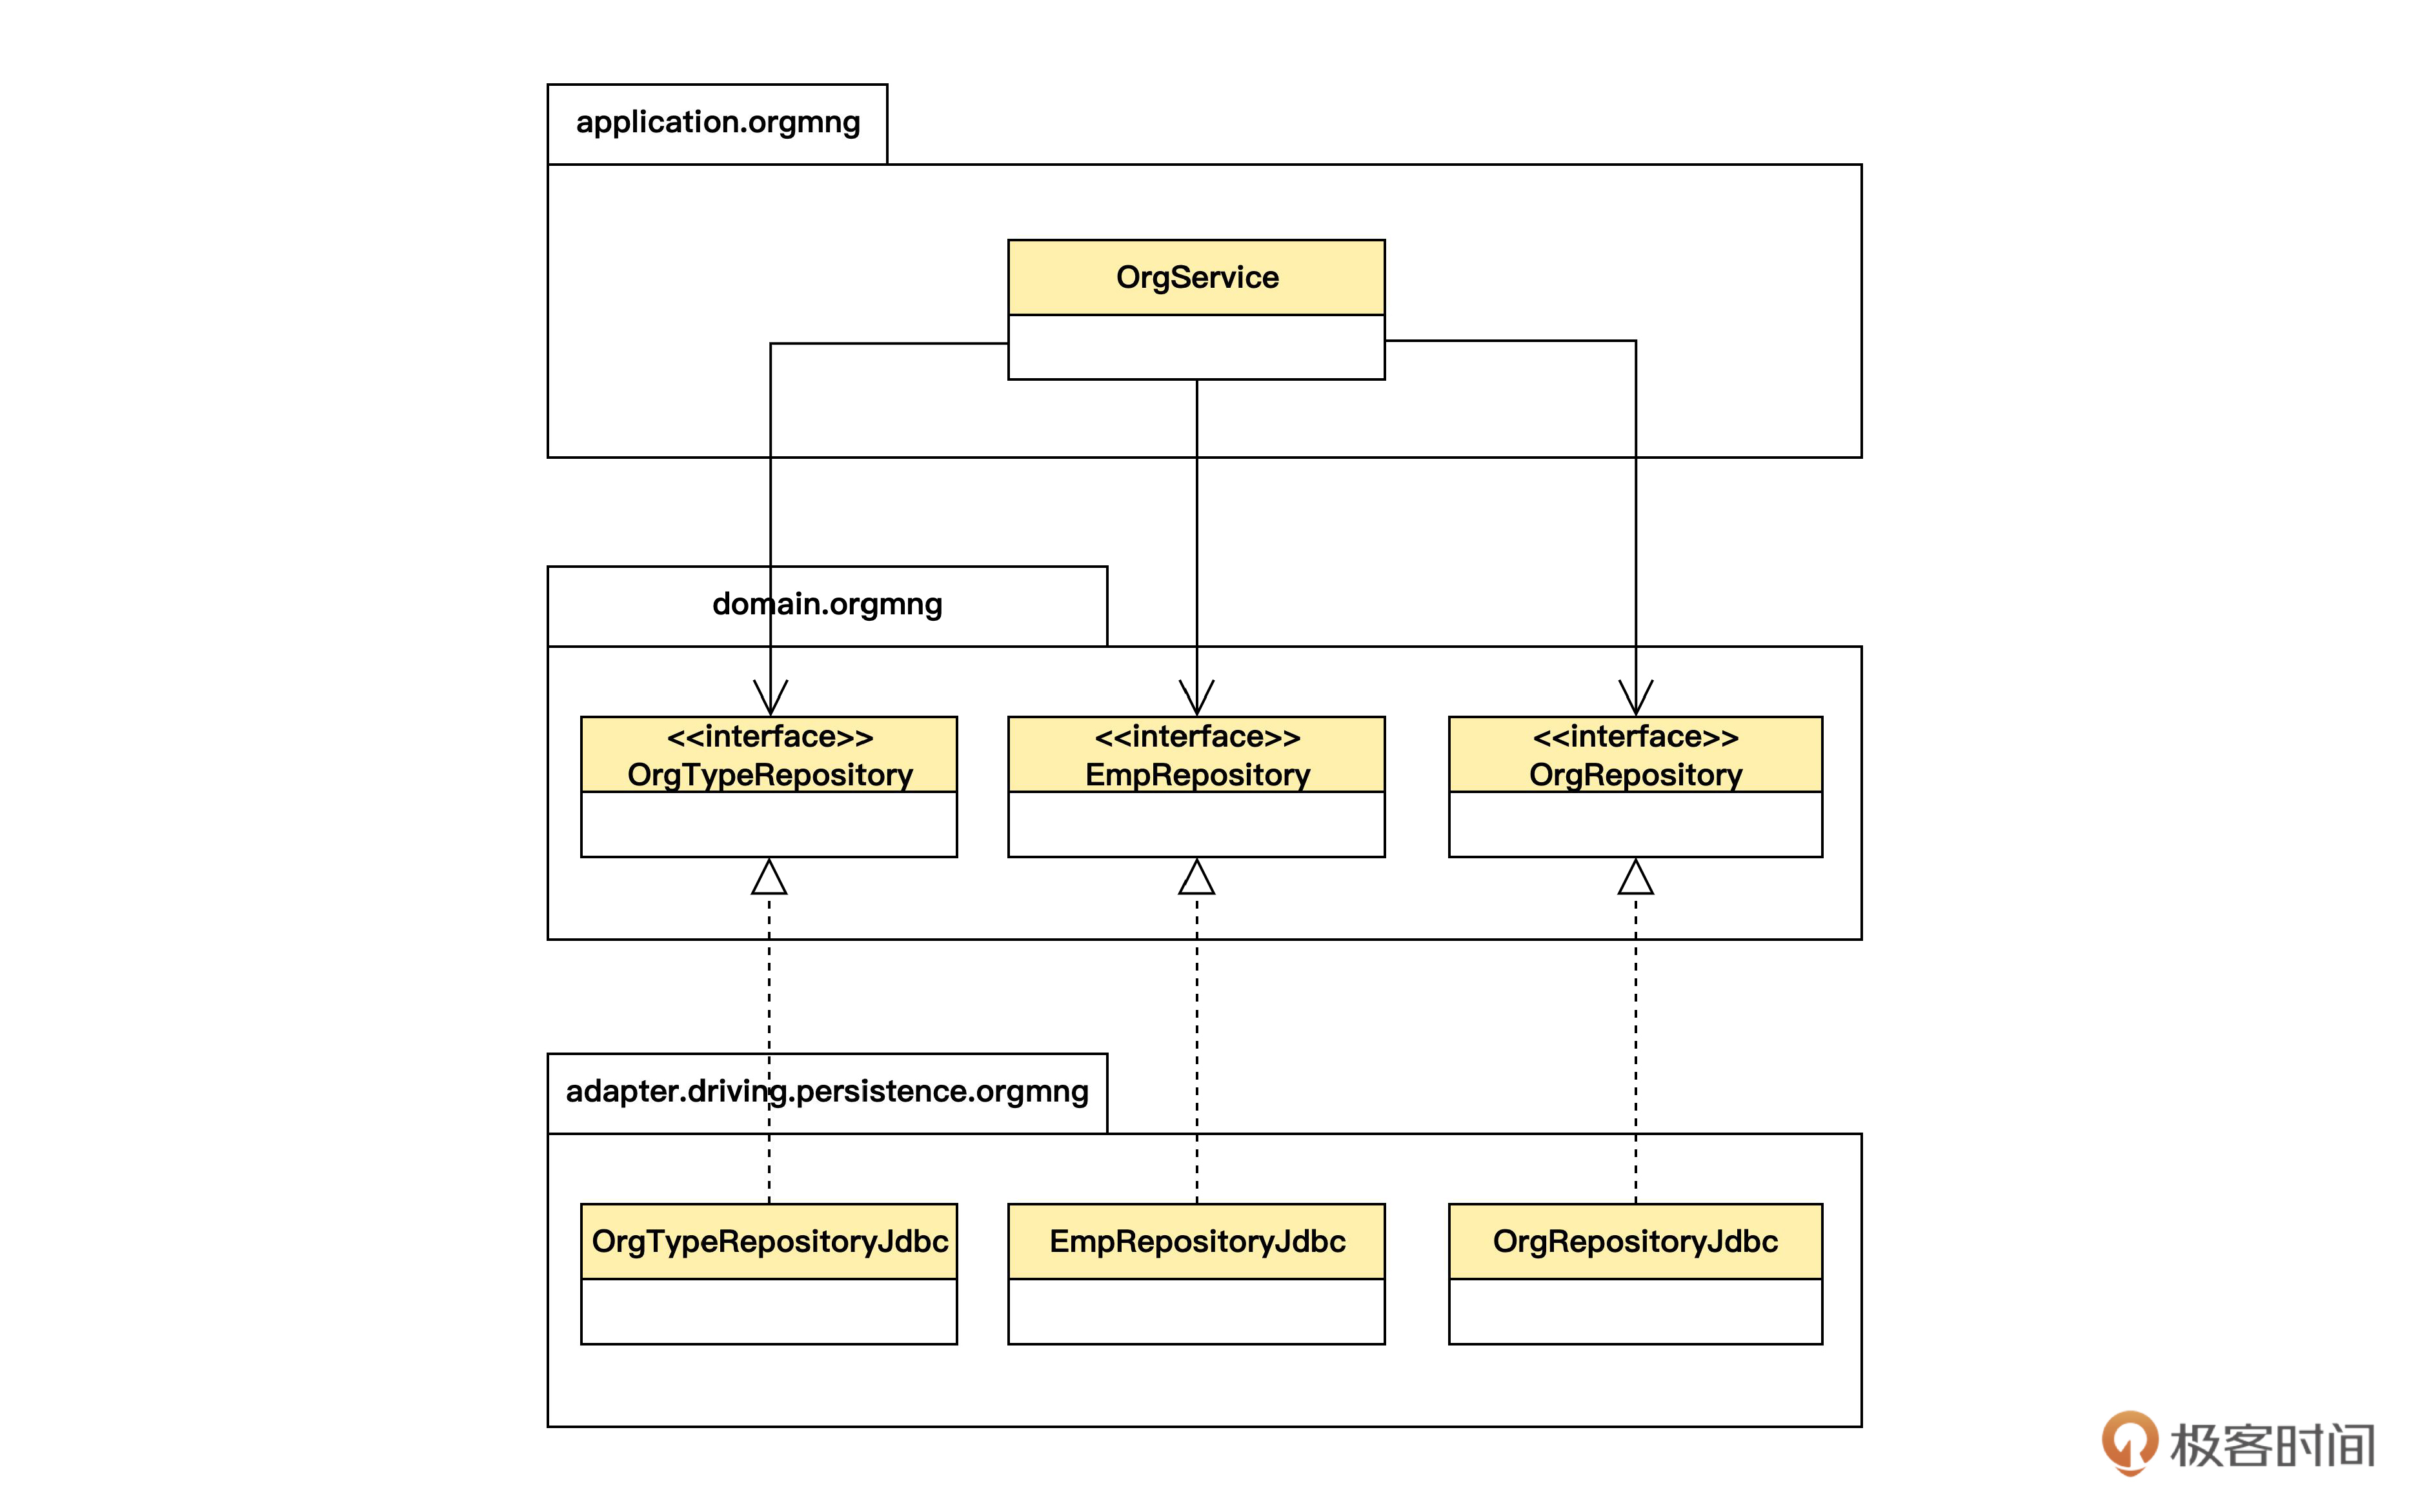 application.orgmng
OrgService
domain.orgmng
<<interface>>
OrgTypeRepository
<<interface>>
EmpRepository
<<interface>>
OrgRepository
adapter.driving.persistence.orgmng
OrgTypeRepositoryJdbc
EmpRepositoryJdbc
OrgRepositoryJdbc
极客时间